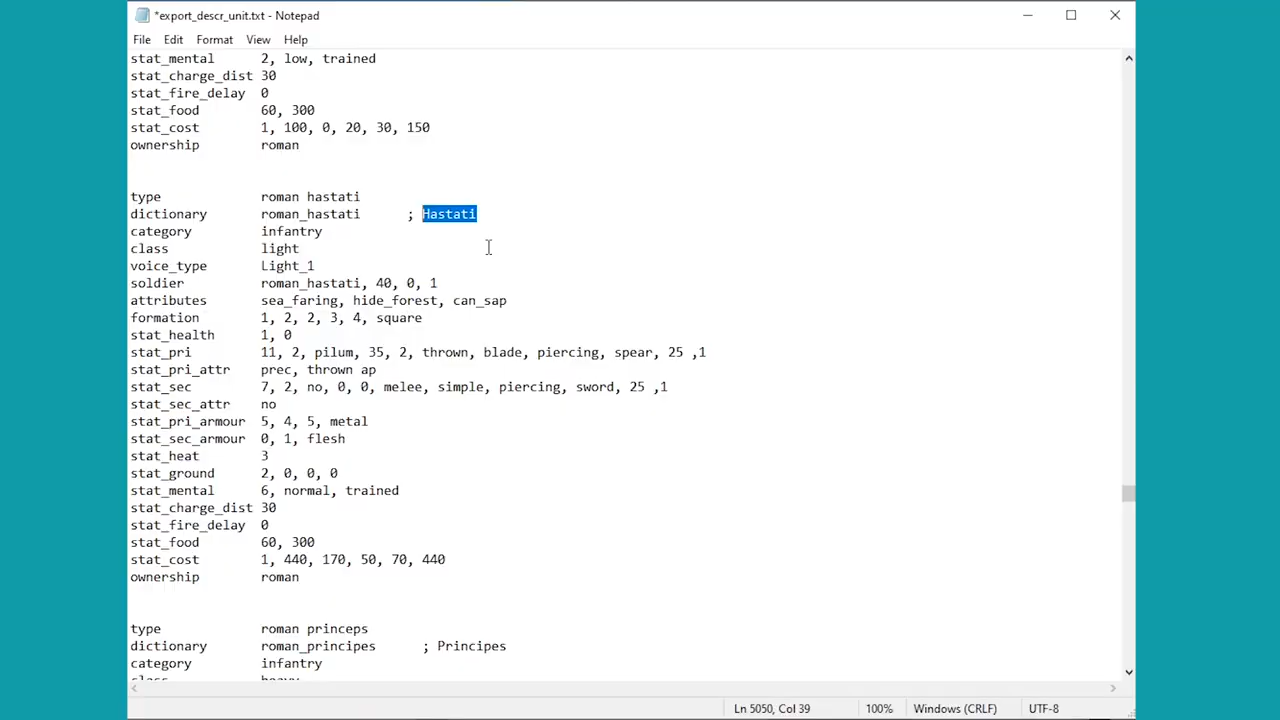 *export_descr_unit.txt - Notepad
File Edit Format View Help
stat_mental 2, low, trained
stat_charge_dist 30
stat_fire_delay 0
stat_food 60, 300
stat_cost 1, 100, 0, 20, 30, 150
ownership roman
type roman hastati
dictionary roman_hastati ; Hastati
category infantry
class light
voice_type Light_1
soldier roman_hastati, 40, 0, 1
attributes sea_faring, hide_forest, can_sap
formation 1, 2, 2, 3, 4, square
stat_health 1, 0
stat_pri 11, 2, pilum, 35, 2, thrown, blade, piercing, spear, 25 ,1
stat_pri_attr prec, thrown ap
stat_sec 7, 2, no, 0, 0, melee, simple, piercing, sword, 25 ,1
stat_sec_attr no
stat_pri_armour 5, 4, 5, metal
stat_sec_armour 0, 1, flesh
stat_heat 3
stat_ground 2, 0, 0, 0
stat_mental 6, normal, trained
stat_charge_dist 30
stat_fire_delay 0
stat_food 60, 300
stat_cost 1, 440, 170, 50, 70, 440
ownership roman
type roman princeps
dictionary roman_principes ; Principes
category infantry
class heavy
Ln 5050, Col 39 100% Windows (CRLF) UTF-8